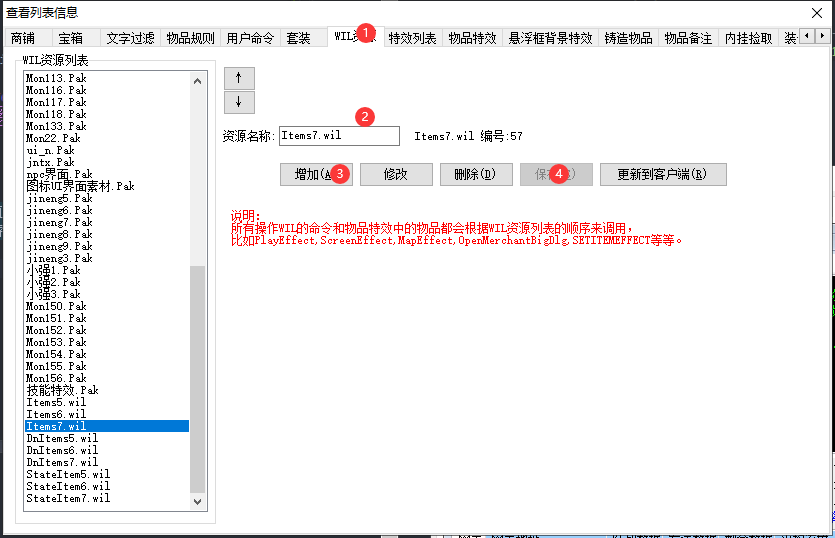 查看列表信息
商铺 宝箱 文字过滤 物品规则 用户命令 套装 WIL 1 特效列表 物品特效 悬浮框背景特效 铸造物品 物品备注 内挂捡取 装
WIL资源列表
Mon113.Pak
Mon116.Pak
Mon117.Pak
Mon118.Pak
Mon133.Pak
Mon22.Pak
ui_n.Pak
jntx.Pak
npc界面.Pak
图标UI界面素材.Pak
jineng5.Pak
jineng6.Pak
jineng7.Pak
jineng8.Pak
jineng9.Pak
jineng3.Pak
小强1.Pak
小强2.Pak
小强3.Pak
Mon150.Pak
Mon151.Pak
Mon152.Pak
Mon153.Pak
Mon154.Pak
Mon155.Pak
Mon156.Pak
技能特效.Pak
Items5.wil
Items6.wil
Items7.wil
DnItems5.wil
DnItems6.wil
DnItems7.wil
StateItem5.wil
StateItem6.wil
StateItem7.wil
↑
↓
2
资源名称: Items7.wil Items7.wil 编号:57
增加(A 3 修改 删除(D) 保 4 更新到客户端(R)
说明:
所有操作WIL的命令和物品特效中的物品都会根据WIL资源列表的顺序来调用,
比如PlayEffect,ScreenEffect,MapEffect,OpenMerchantBigDlg,SETITEMEFFECT等等。